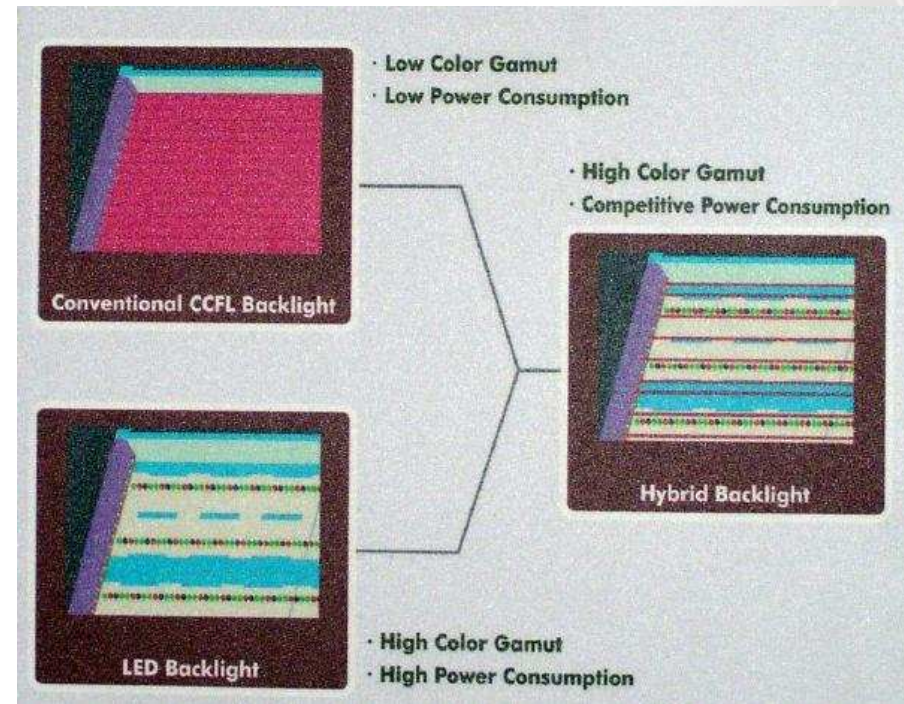 · Low Color Gamut
· Low Power Consumption
Conventional CCFL Backlight
· High Color Gamut
· Competitive Power Consumption
Hybrid Backlight
LED Backlight
· High Color Gamut
· High Power Consumption